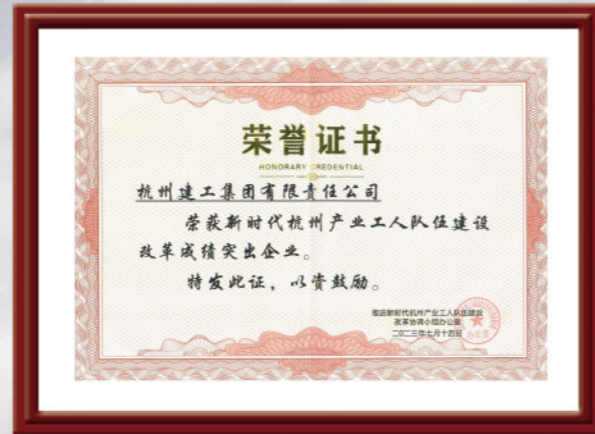 荣誉证书
HONORARY CREDENTIAL
杭州建工集团有限责任公司
荣获新时代杭州产业工人队伍建设
改革成绩突出企业。
特发此证，以资鼓励。
推进新时代杭州产业工人队伍建设
改革协调小组办公室
二〇二三年七月十四日
办公室